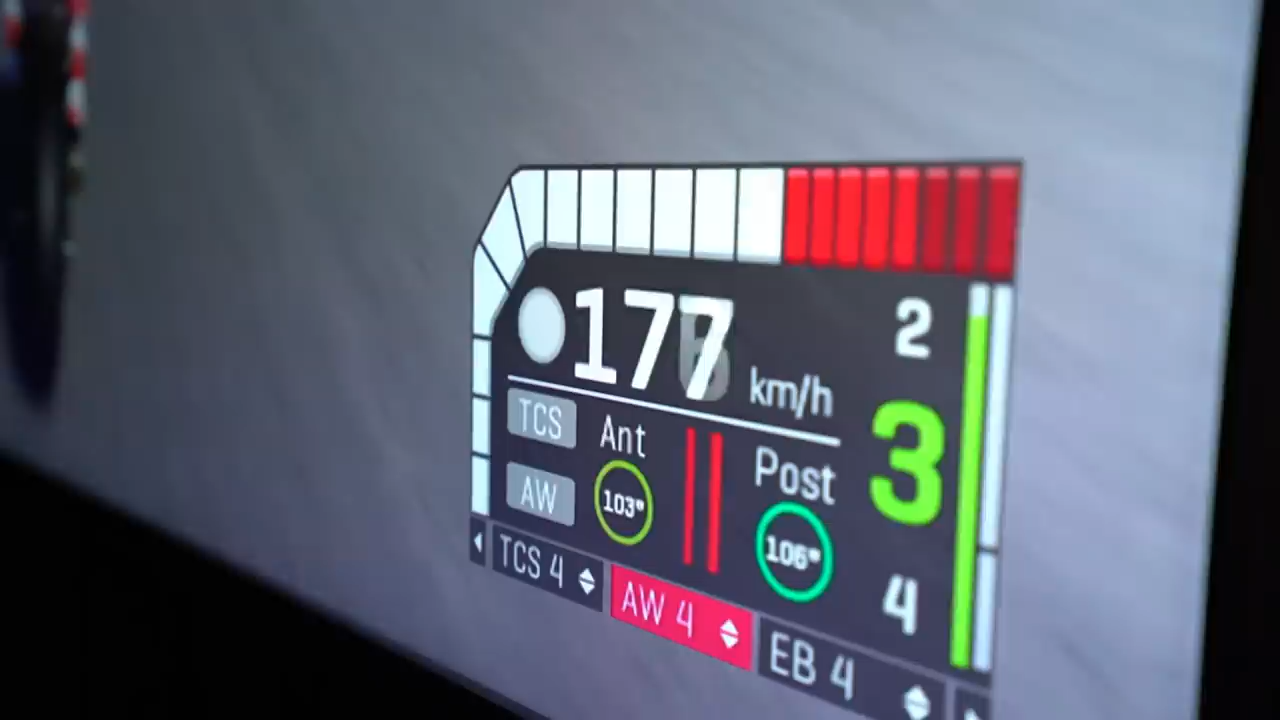 177 km/h
2
TCS
Ant
3
AW
103°
Post
106°
4
TCS 4
AW 4
EB 4